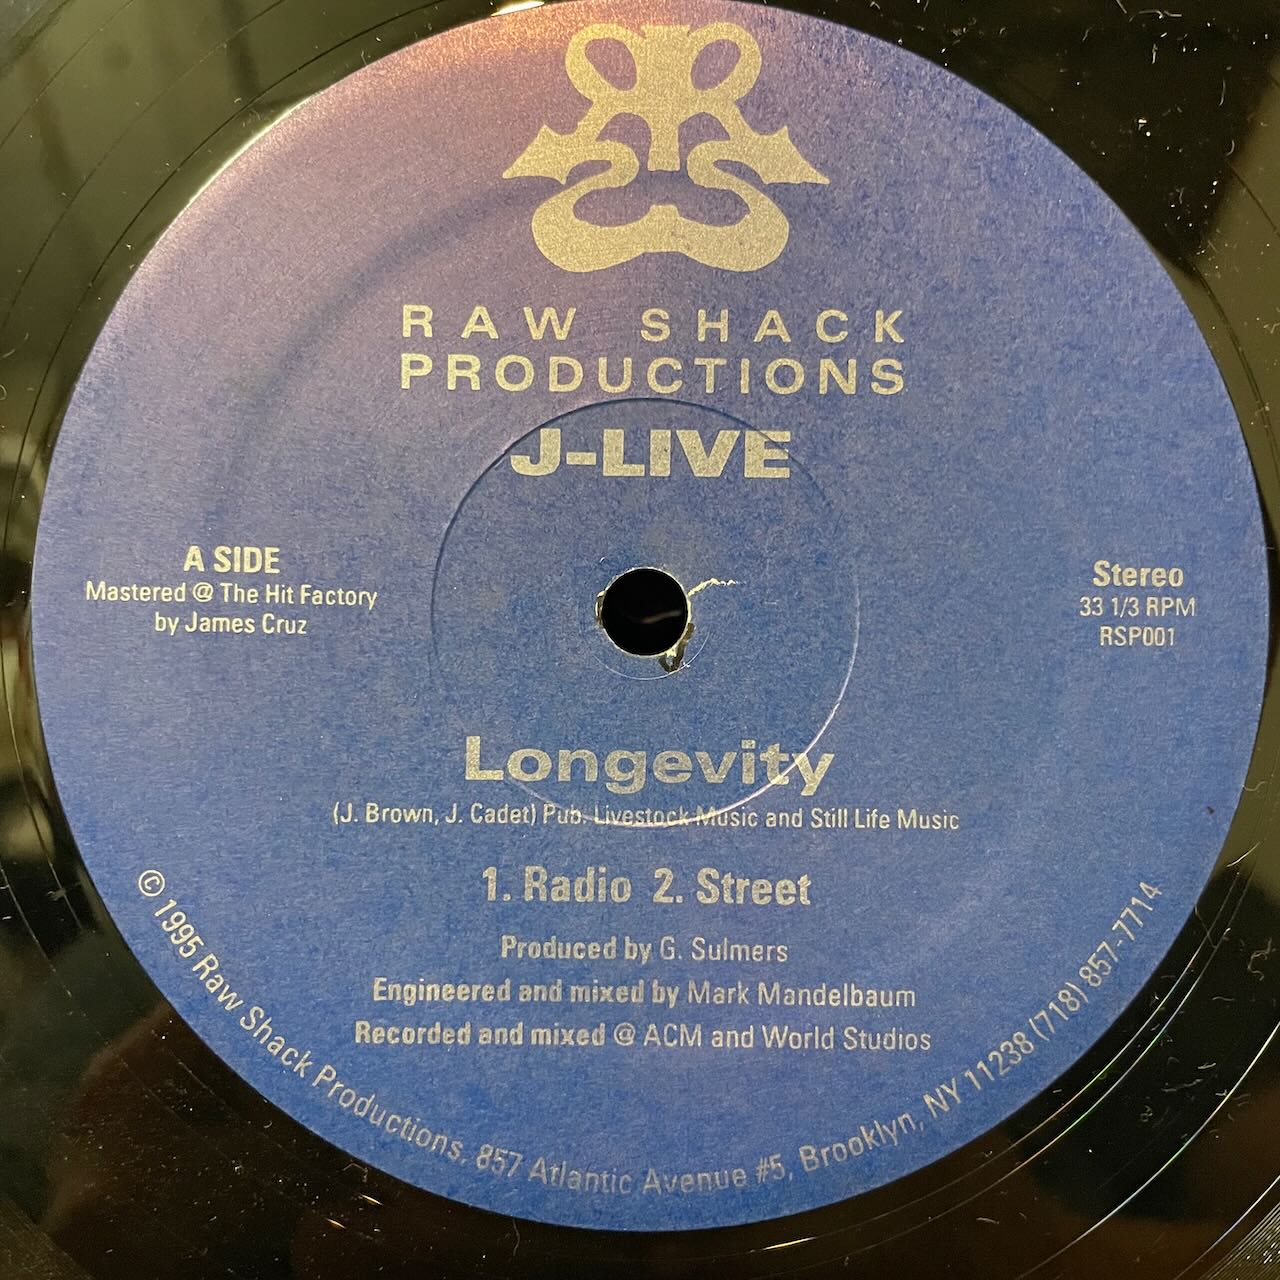 RAW SHACK
PRODUCTIONS
J-LIVE
A SIDE
Mastered @ The Hit Factory
by James Cruz
Stereo
33 1/3 RPM
RSP001
Longevity
(J. Brown, J. Cadet) Pub. Livestock Music and Still Life Music
1. Radio 2. Street
Produced by G. Sulmers
Engineered and mixed by Mark Mandelbaum
Recorded and mixed @ ACM and World Studios
© 1995 Raw Shack Productions, 857 Atlantic Avenue #5, Brooklyn, NY 11238 (718) 857-7714